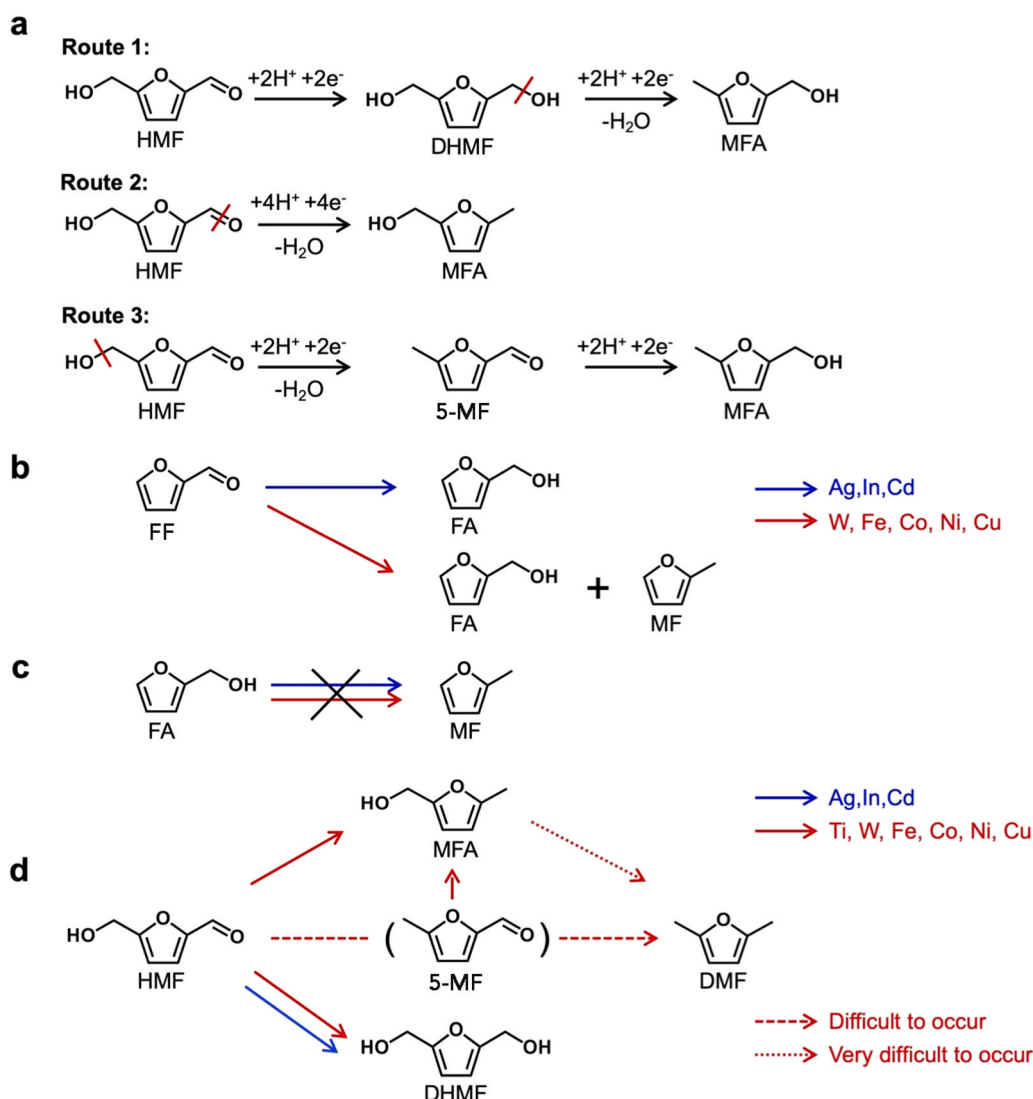 a
Route 1:
HO O O +2H⁺ +2e⁻ HO O OH +2H⁺ +2e⁻ O OH
-H₂O
HMF DHMF MFA
Route 2:
HO O O +4H⁺ +4e⁻ HO O
-H₂O
HMF MFA
Route 3:
HO O O +2H⁺ +2e⁻ O O +2H⁺ +2e⁻ O OH
-H₂O
HMF 5-MF MFA
b
O O O OH Ag,In,Cd
FF FA W, Fe, Co, Ni, Cu
O OH + O
FA MF
c
O OH O
FA MF
HO O Ag,In,Cd
MFA Ti, W, Fe, Co, Ni, Cu
d
HO O O ( O O ) O
HMF 5-MF DMF
HO O OH Difficult to occur
DHMF Very difficult to occur